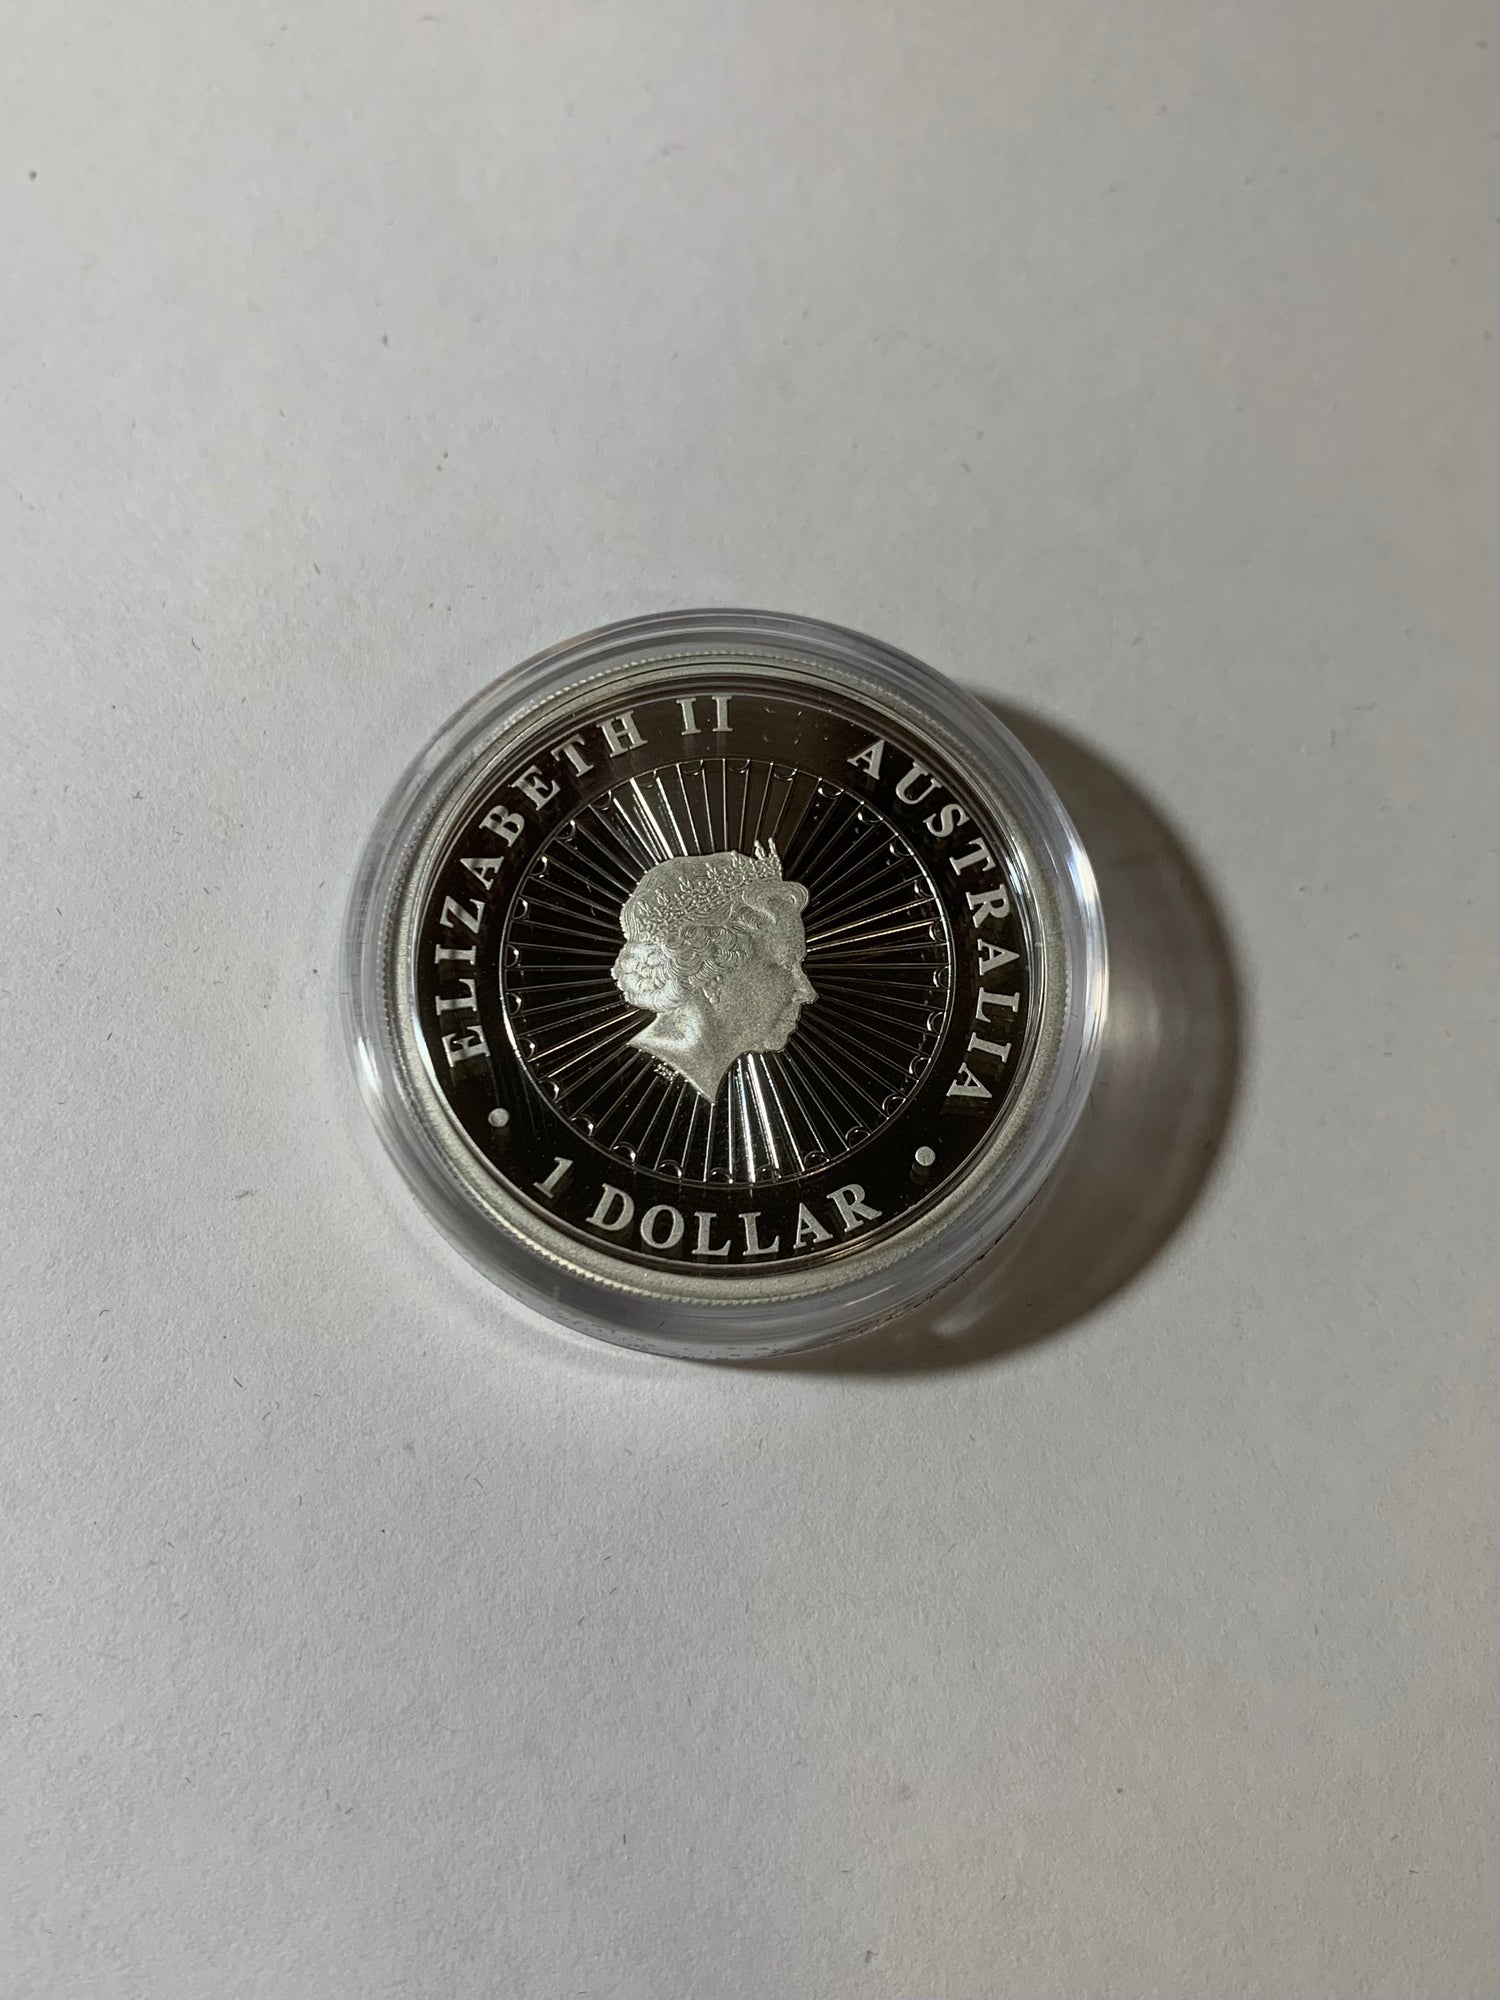 ELIZABETH II AUSTRALIA
• 1 DOLLAR •